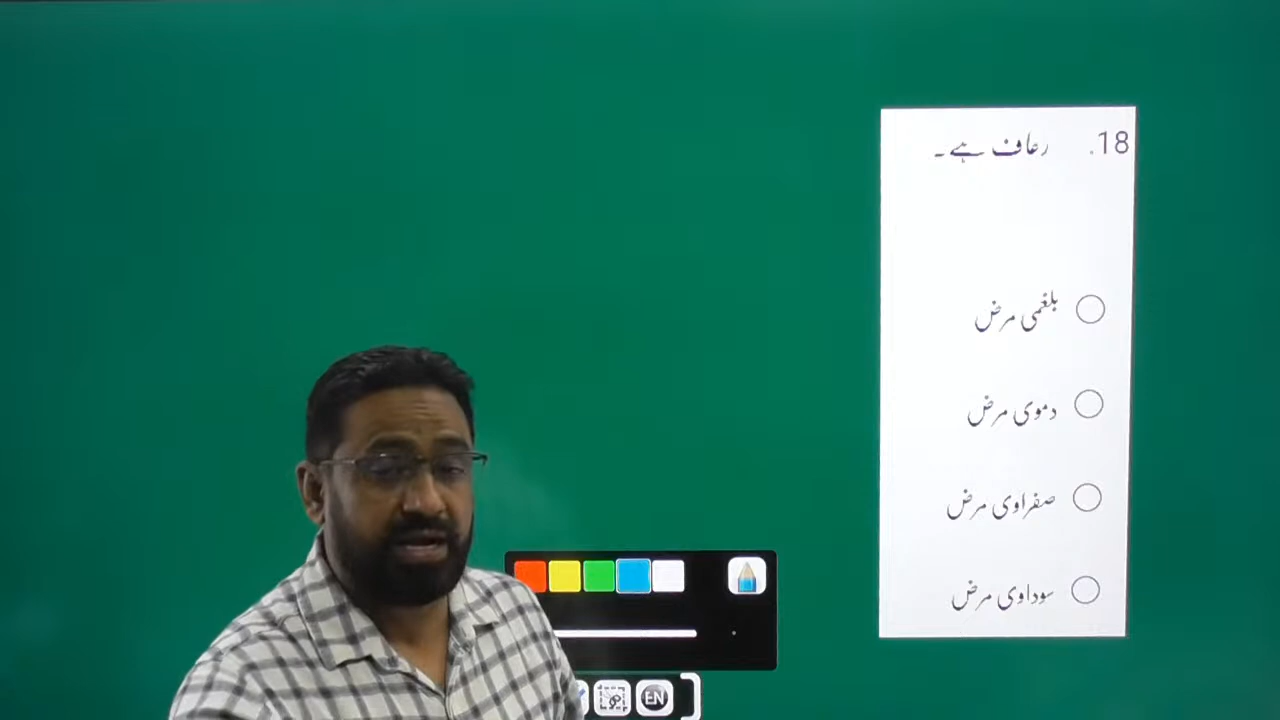 18. رعاف ہے۔
بلغمی مرض
دموی مرض
صفراوی مرض
سوداوی مرض
EN